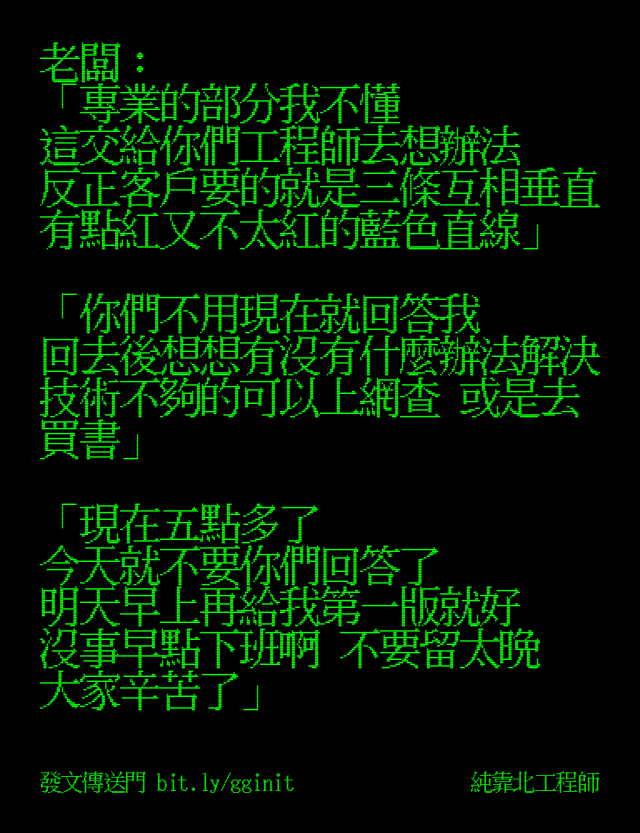 老闆：
「專業的部分我不懂
這交給你們工程師去想辦法
反正客戶要的就是三條互相垂直
有點紅又不太紅的藍色直線」
「你們不用現在就回答我
回去後想想有沒有什麼辦法解決
技術不夠的可以上網查 或是去
買書」
「現在五點多了
今天就不要你們回答了
明天早上再給我第一版就好
沒事早點下班啊 不要留太晚
大家辛苦了」
發文傳送門 bit.ly/gginit
純靠北工程師